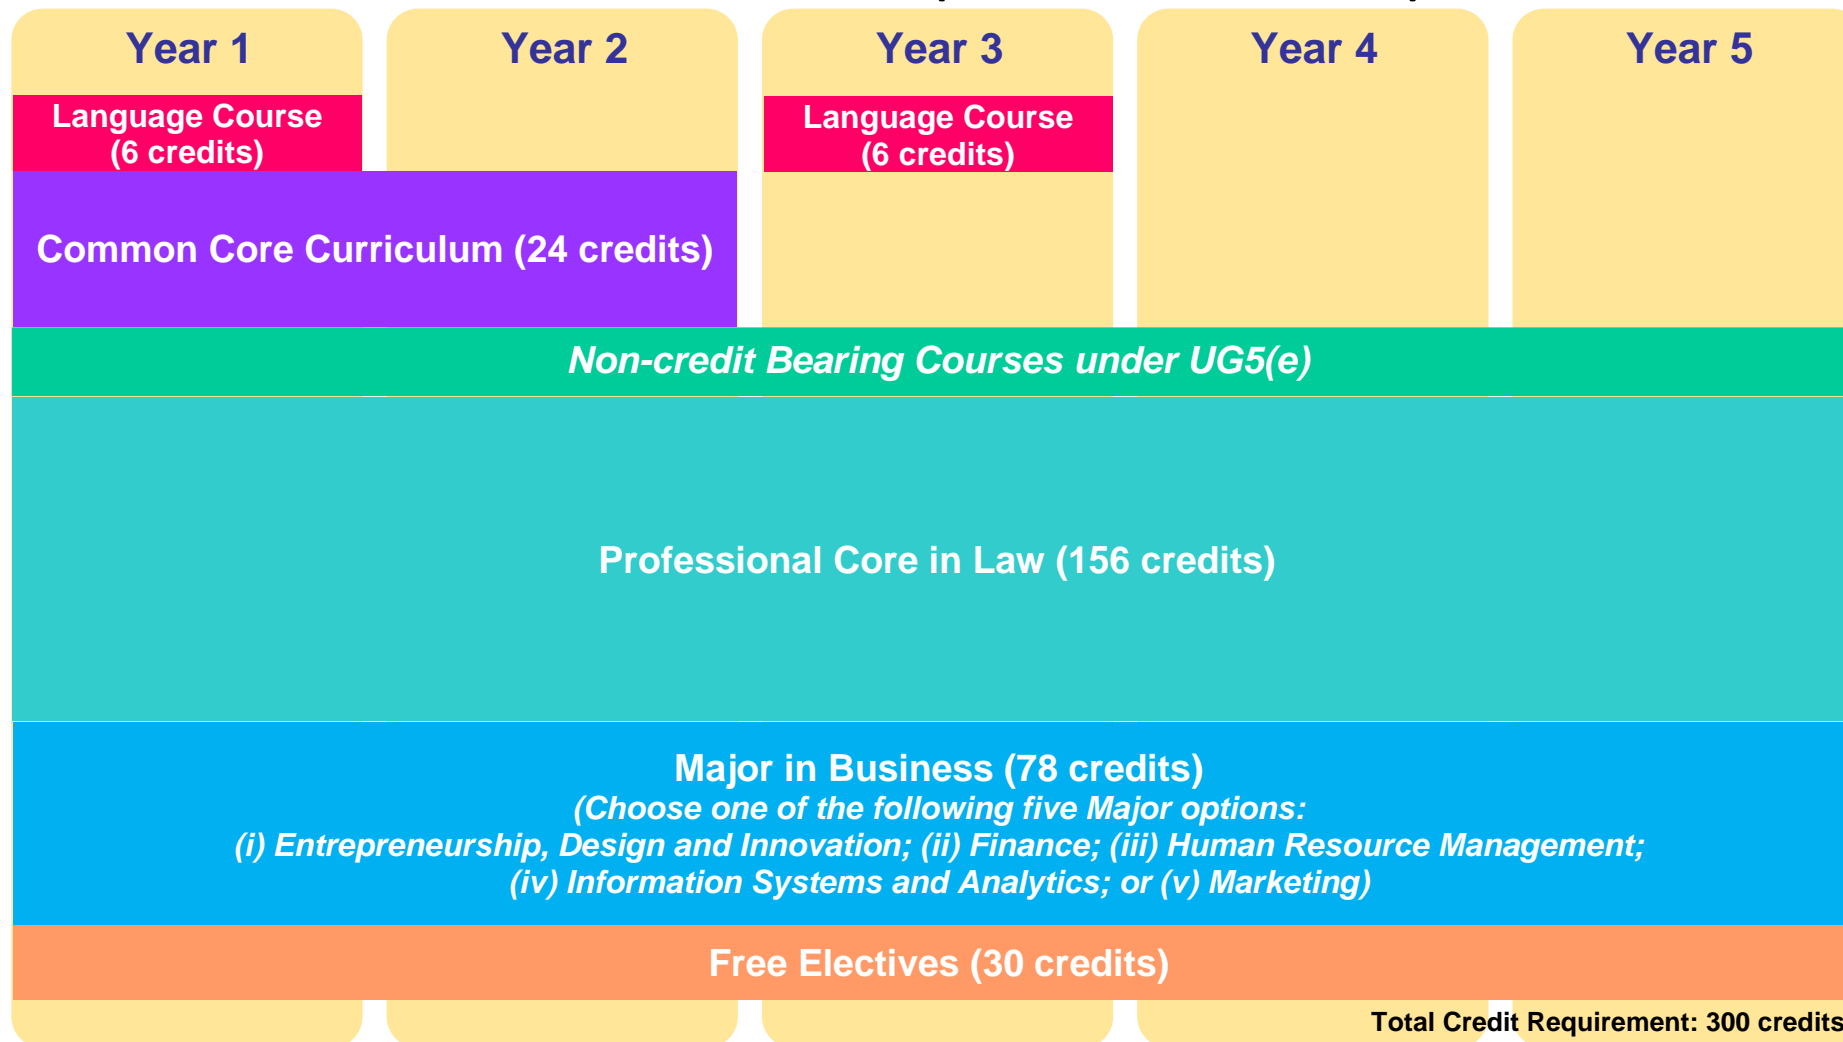 Year 1
Year 2
Year 3
Year 4
Year 5
Language Course
(6 credits)
Language Course
(6 credits)
Common Core Curriculum (24 credits)
Non-credit Bearing Courses under UG5(e)
Professional Core in Law (156 credits)
Major in Business (78 credits)
(Choose one of the following five Major options:
(i) Entrepreneurship, Design and Innovation; (ii) Finance; (iii) Human Resource Management;
(iv) Information Systems and Analytics; or (v) Marketing)
Free Electives (30 credits)
Total Credit Requirement: 300 credits